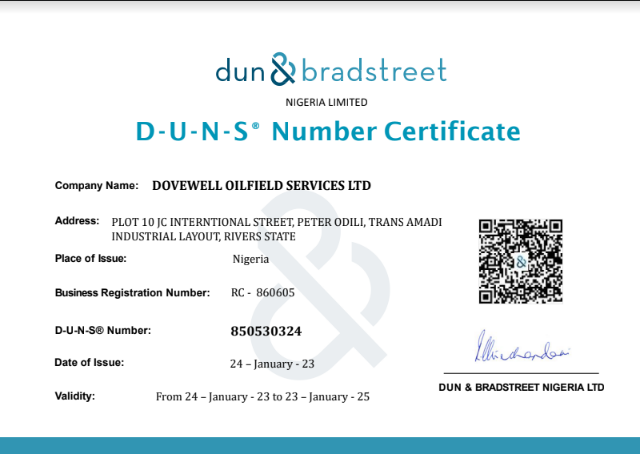 dun & bradstreet
NIGERIA LIMITED
D-U-N-S® Number Certificate
Company Name: DOVEWELL OILFIELD SERVICES LTD
Address: PLOT 10 JC INTERNTIONAL STREET, PETER ODILI, TRANS AMADI
INDUSTRIAL LAYOUT, RIVERS STATE
Place of Issue: Nigeria
Business Registration Number: RC - 860605
D-U-N-S® Number: 850530324
Date of Issue: 24 – January - 23
Validity: From 24 – January - 23 to 23 – January - 25
&
DUN & BRADSTREET NIGERIA LTD